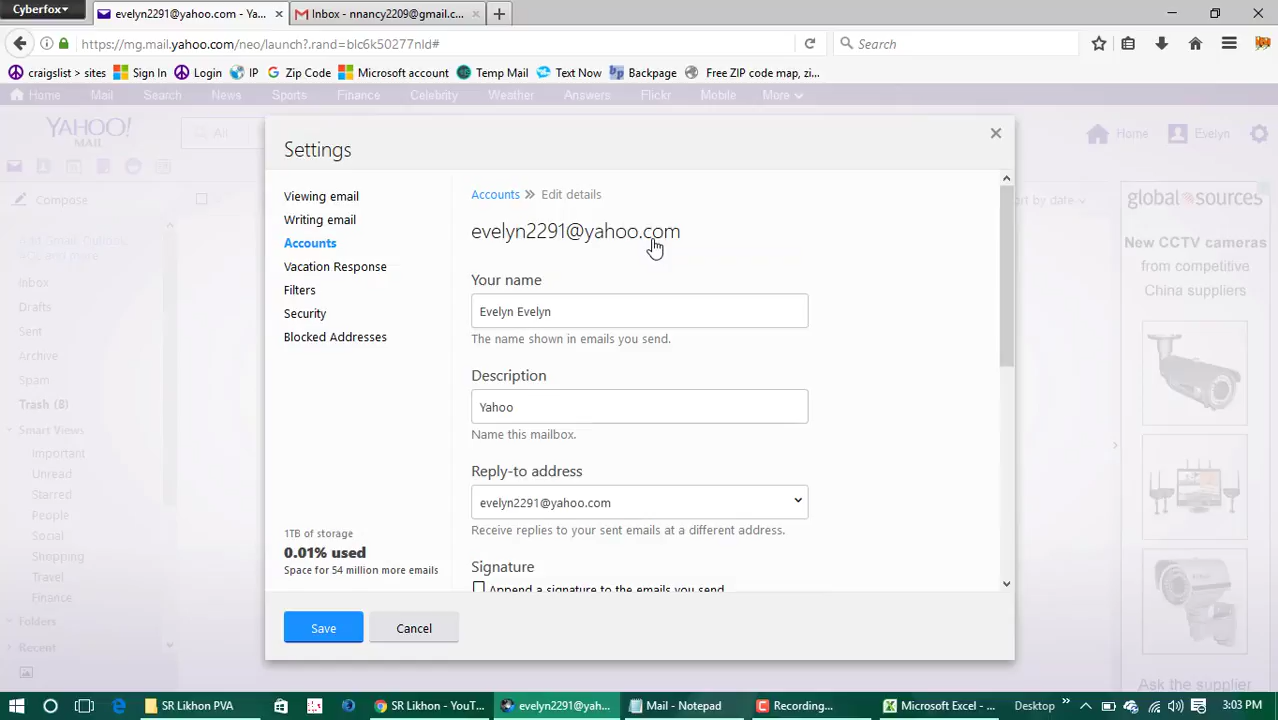 Cyberfox
evelyn2291@yahoo.com - Ya...
Inbox - nnancy2209@gmail.c...
https://mg.mail.yahoo.com/neo/launch?.rand=blc6k50277nld#
Search
craigslist > sites
Sign In
Login
IP
Zip Code
Microsoft account
Temp Mail
Text Now
Backpage
Free ZIP code map, zi...
Home
Mail
Search
News
Sports
Finance
Celebrity
Weather
Answers
Flickr
Mobile
More
YAHOO!
MAIL
All
Home
Evelyn
Compose
Sort by date
Inbox
Drafts
Sent
Archive
Spam
Trash (8)
Smart Views
Important
Unread
Starred
People
Social
Shopping
Travel
Finance
Folders
Recent
Settings
Viewing email
Writing email
Accounts
Vacation Response
Filters
Security
Blocked Addresses
1TB of storage
0.01% used
Space for 54 million more emails
Accounts » Edit details
evelyn2291@yahoo.com
Your name
Evelyn Evelyn
The name shown in emails you send.
Description
Yahoo
Name this mailbox.
Reply-to address
evelyn2291@yahoo.com
Receive replies to your sent emails at a different address.
Signature
Append a signature to the emails you send
Save
Cancel
global sources
New CCTV cameras
from competitive
China suppliers
Ask the supplier
SR Likhon PVA
SR Likhon - YouT...
evelyn2291@yah...
Mail - Notepad
Recording...
Microsoft Excel - ...
Desktop
3:03 PM